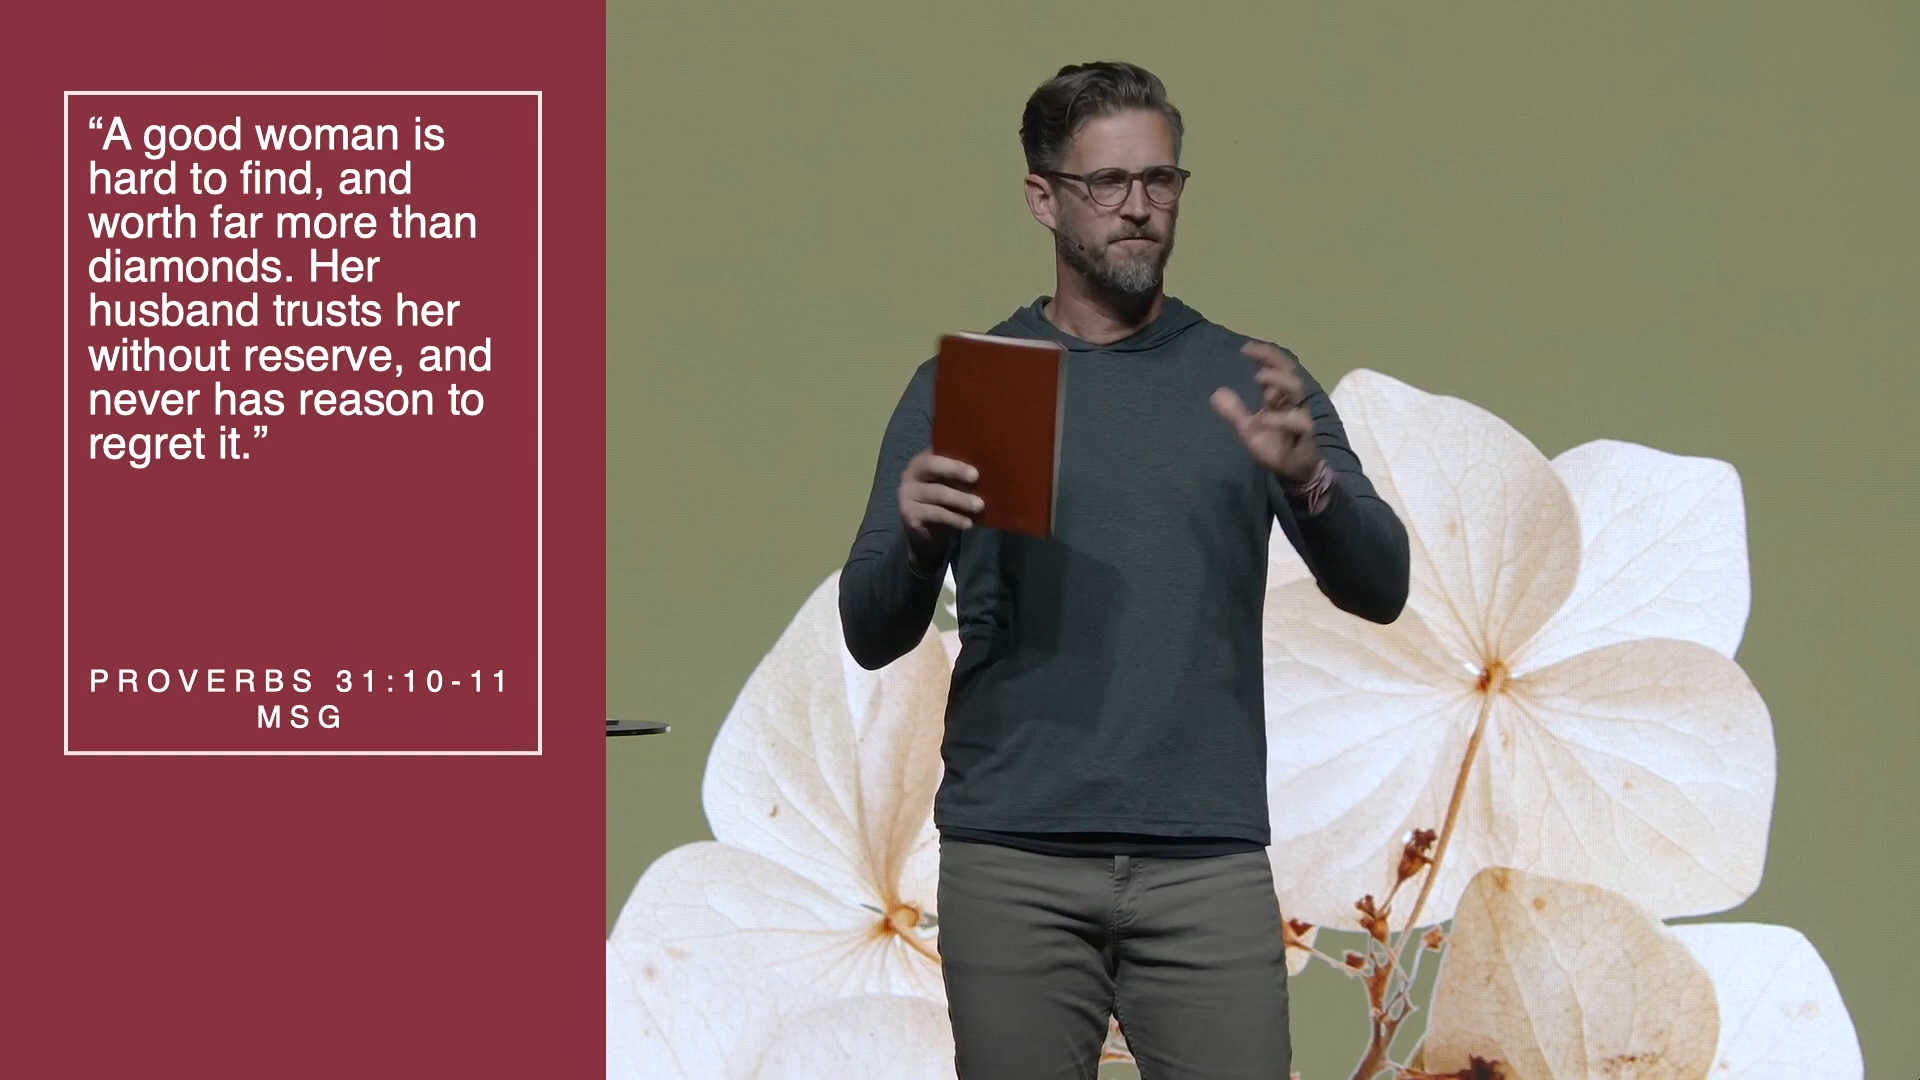 “A good woman is
hard to find, and
worth far more than
diamonds. Her
husband trusts her
without reserve, and
never has reason to
regret it.”
PROVERBS 31:10-11
MSG